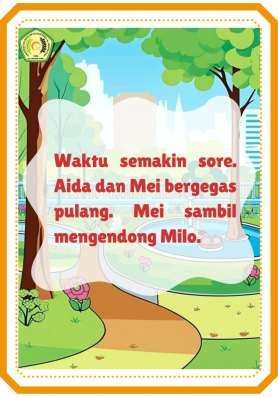 Waktu semakin sore.
Aida dan Mei bergegas
pulang. Mei sambil
mengendong Milo.